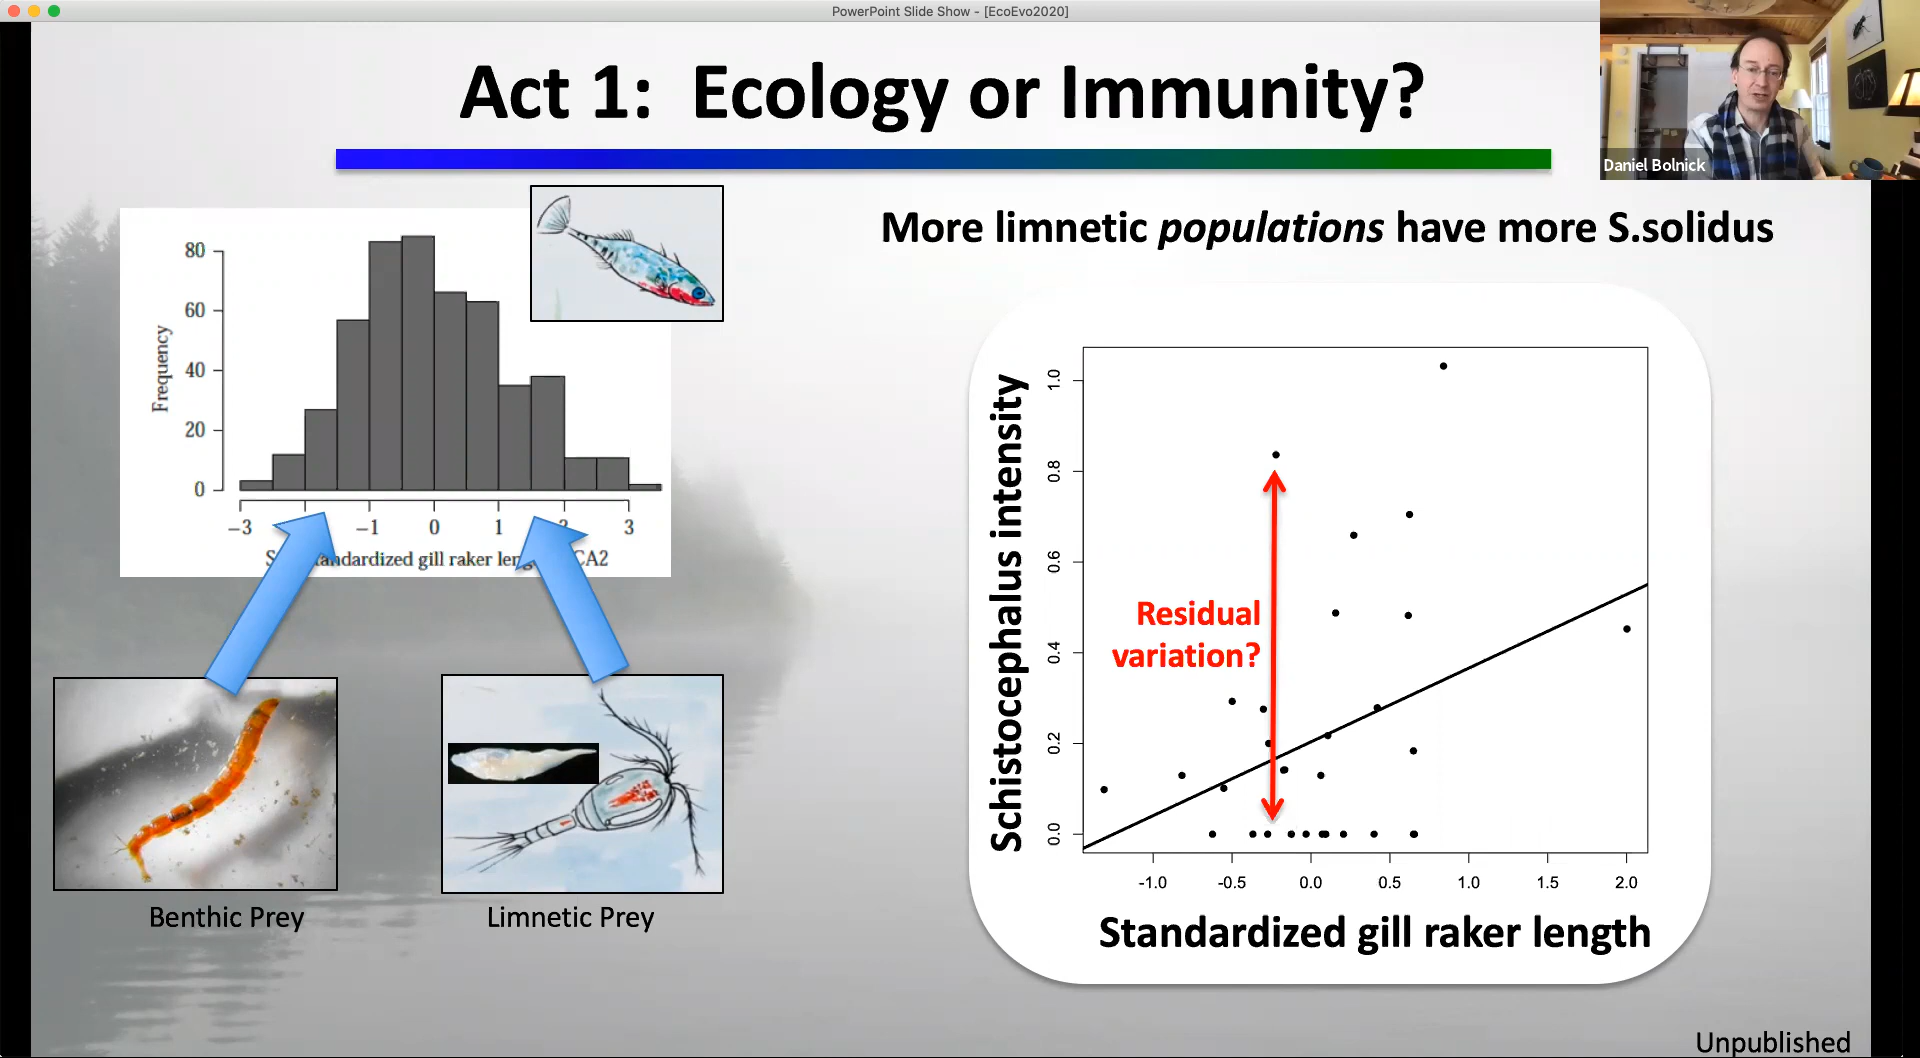 PowerPoint Slide Show - [EcoEvo2020]
Act 1: Ecology or Immunity?
Daniel Bolnick
More limnetic populations have more S.solidus
80
60
40
20
0
Frequency
−3
−1
0
1
2
3
gill raker
CA2
Benthic Prey
Limnetic Prey
Schistocephalus intensity
1.0
0.8
0.6
0.4
0.2
0.0
Residual
variation?
-1.0
-0.5
0.0
0.5
1.0
1.5
2.0
Standardized gill raker length
Unpublished